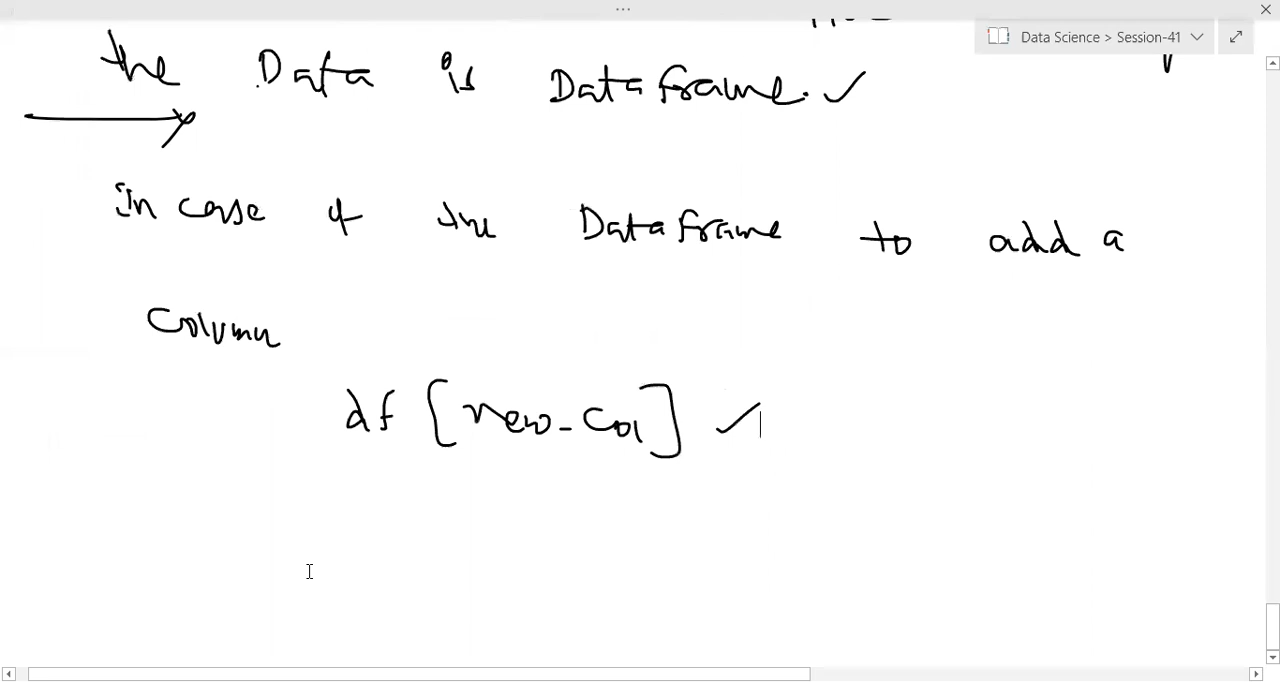 Data Science > Session-41
the Data is DataFrame.
In case of the DataFrame to add a
Column
df [new_col]